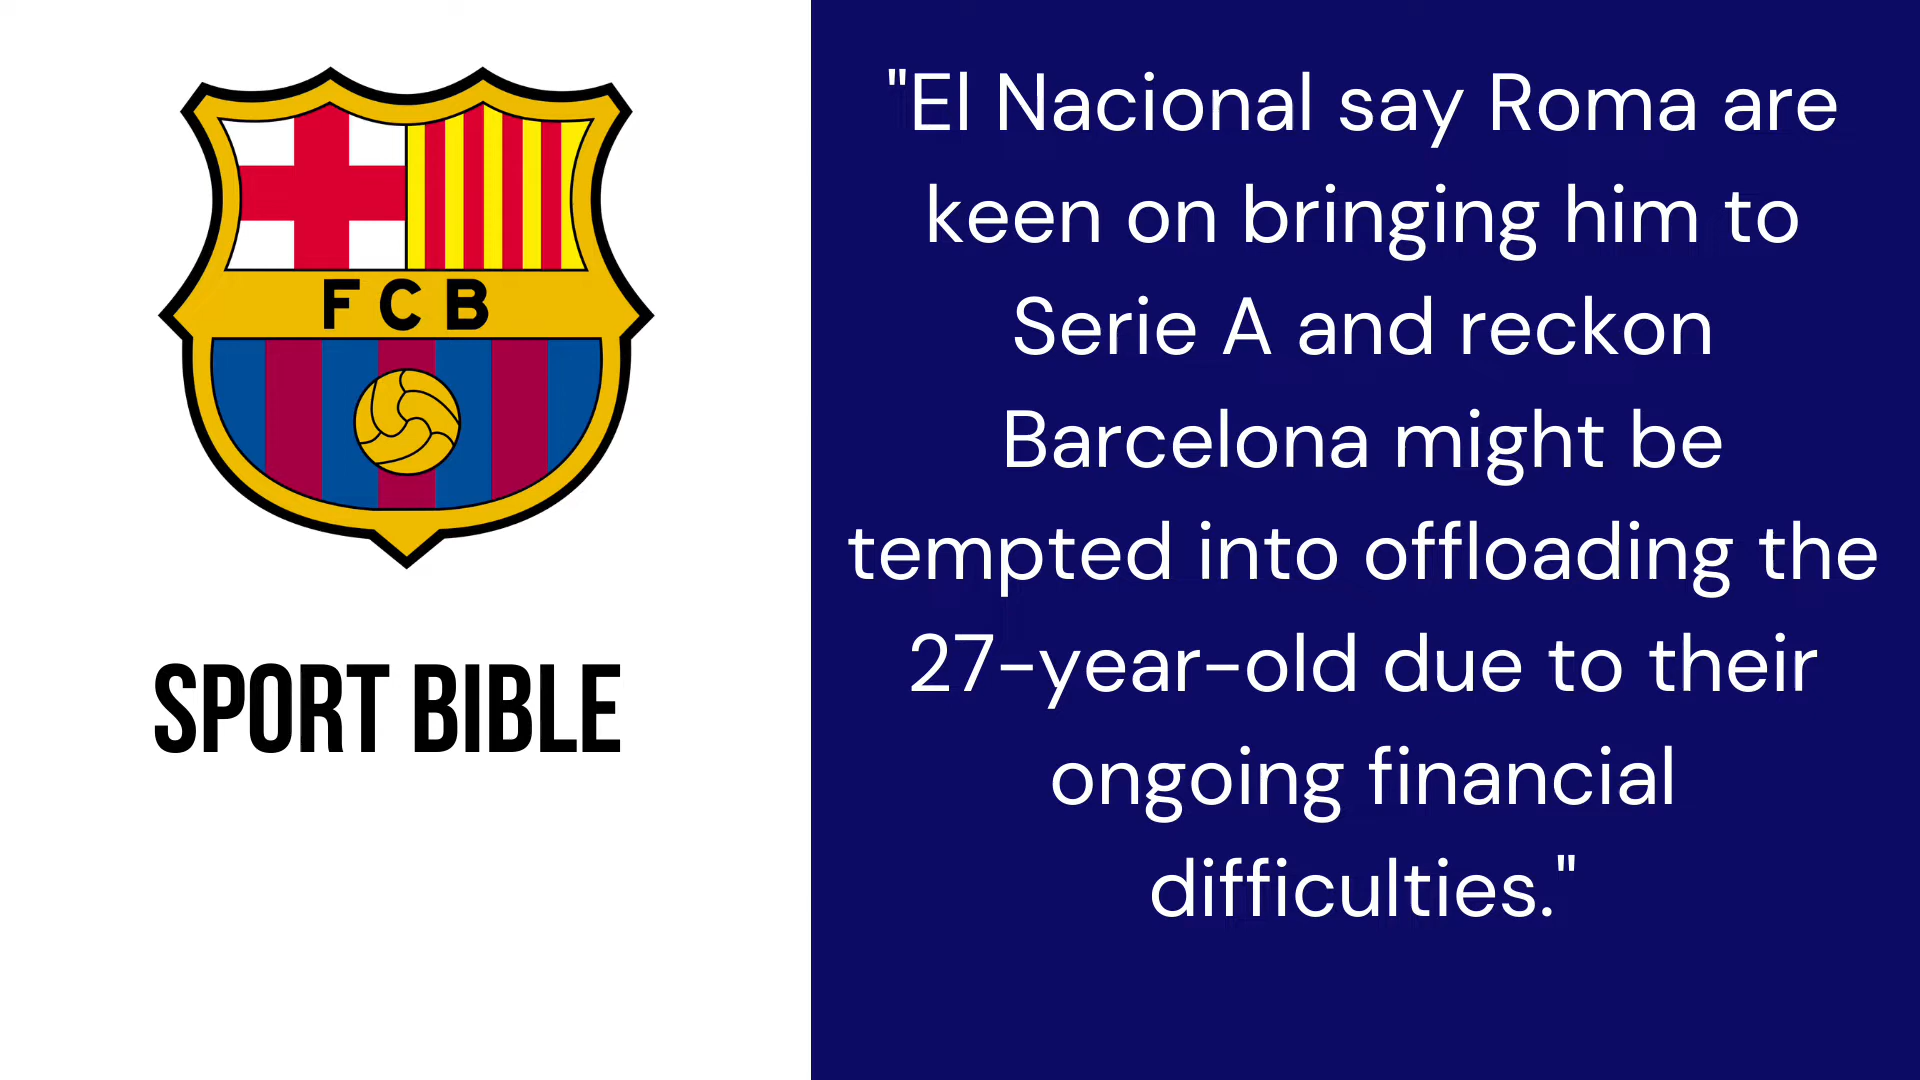 FCB
SPORT BIBLE
"El Nacional say Roma are
keen on bringing him to
Serie A and reckon
Barcelona might be
tempted into offloading the
27-year-old due to their
ongoing financial
difficulties."